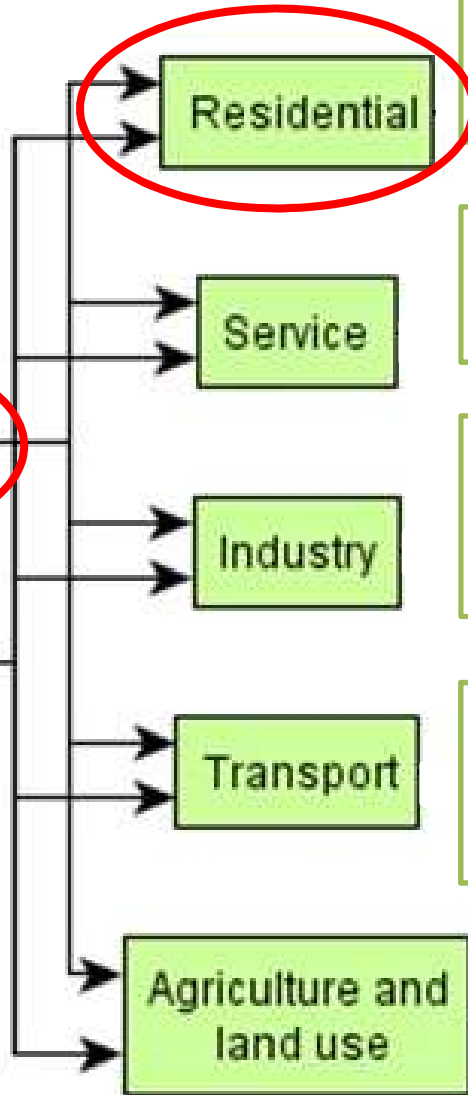 Residential
Service
Industry
Transport
Agriculture and
land use